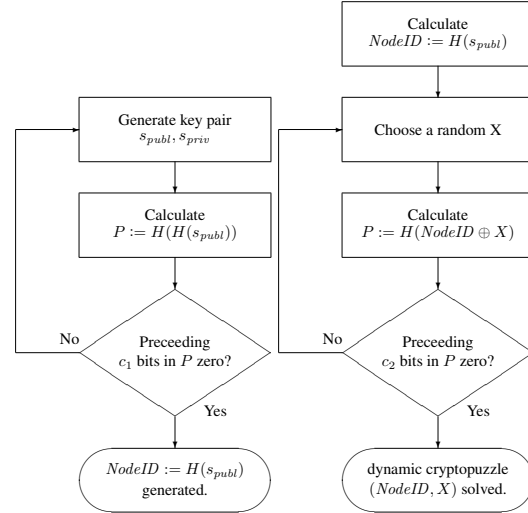 Generate key pair
s_publ, s_priv
Calculate
P := H(H(s_publ))
No
Preceeding
c_1 bits in P zero?
Yes
NodeID := H(s_publ)
generated.
Calculate
NodeID := H(s_publ)
Choose a random X
Calculate
P := H(NodeID ⊕ X)
No
Preceeding
c_2 bits in P zero?
Yes
dynamic cryptopuzzle
(NodeID, X) solved.